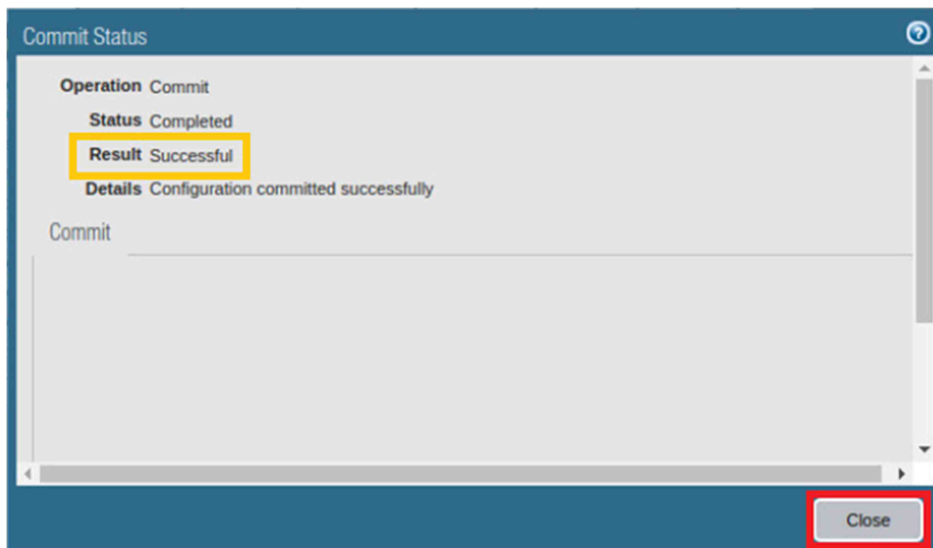 Commit Status
Operation Commit
Status Completed
Result Successful
Details Configuration committed successfully
Commit
Close